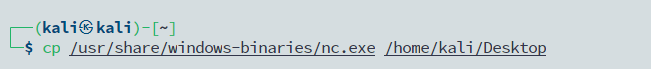 ┌──(kali㉿kali)-[~]
└─$ cp /usr/share/windows-binaries/nc.exe /home/kali/Desktop